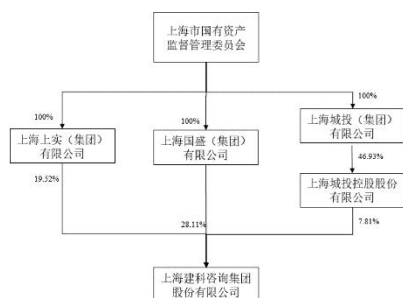 上海市国有资产
监督管理委员会
100%
100%
100%
上海上实（集团）
有限公司
上海国盛（集团）
有限公司
上海城投（集团）
有限公司
46.93%
上海城投控股股份
有限公司
19.52%
28.11%
7.81%
上海建科咨询集团
股份有限公司